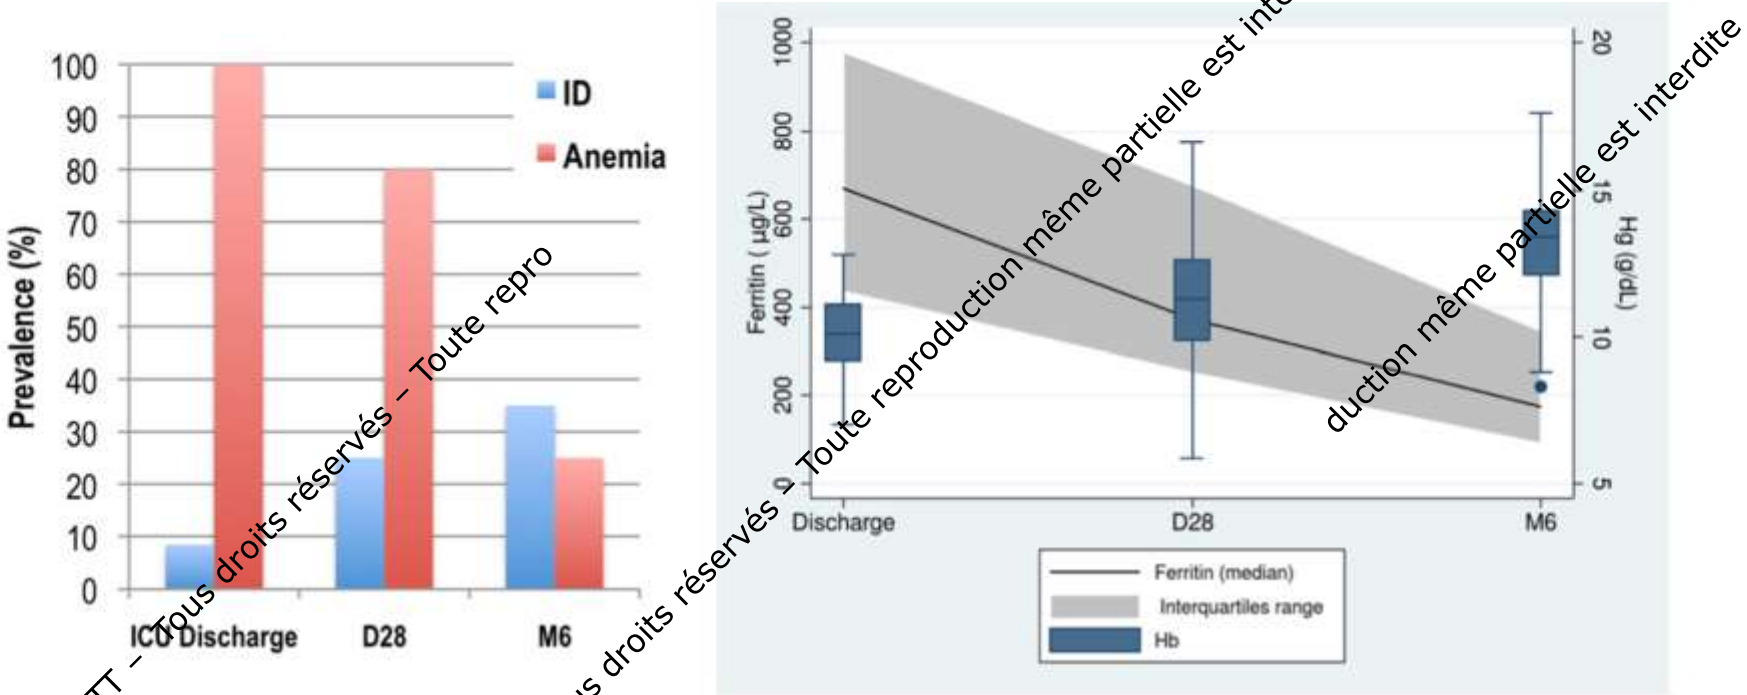 100
90
80
70
60
50
40
30
20
10
0
Prevalence (%)
ID
Anemia
ICU Discharge
D28
M6
1000
800
600
400
200
0
Ferritin ( µg/L)
20
15
10
5
Hg (g/dL)
Discharge
D28
M6
Ferritin (median)
Interquartiles range
Hb
TT – Tous droits réservés – Toute repro
us droits réservés – Toute reproduction même partielle est inte
duction même partielle est interdite